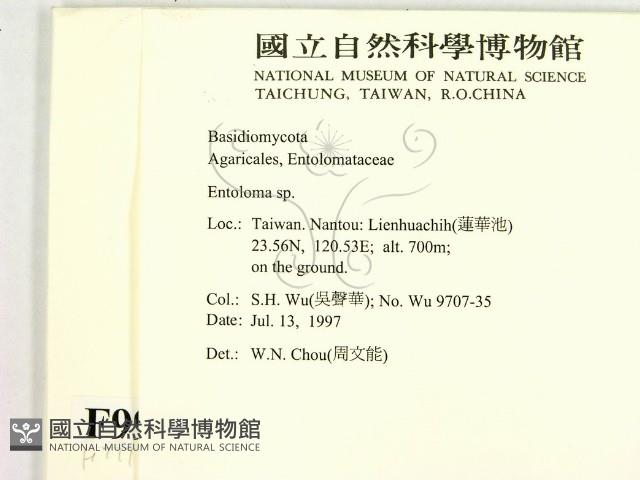 國立自然科學博物館
NATIONAL MUSEUM OF NATURAL SCIENCE
TAICHUNG, TAIWAN, R.O.CHINA
Basidiomycota
Agaricales, Entolomataceae
Entoloma sp.
Loc.: Taiwan. Nantou: Lienhuachih(蓮華池)
23.56N, 120.53E; alt. 700m;
on the ground.
Col.: S.H. Wu(吳聲華); No. Wu 9707-35
Date: Jul. 13, 1997
Det.: W.N. Chou(周文能)
國立自然科學博物館
NATIONAL MUSEUM OF NATURAL SCIENCE